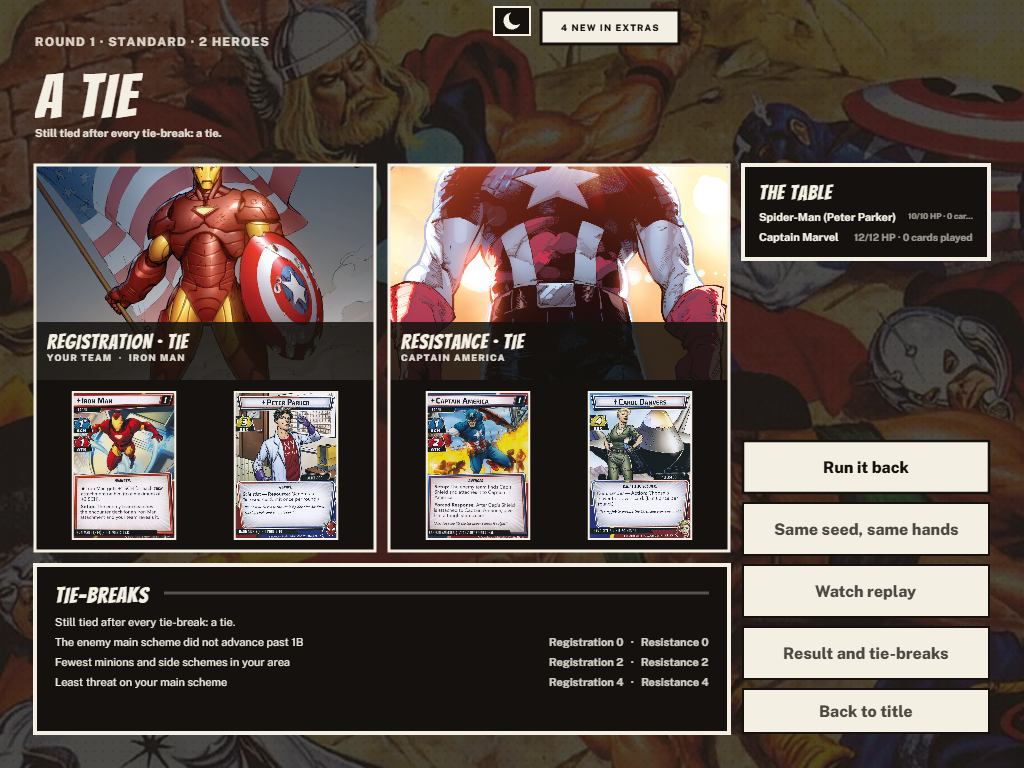 4 NEW IN EXTRAS
ROUND 1 · STANDARD · 2 HEROES
A TIE
Still tied after every tie-break: a tie.
REGISTRATION · TIE
YOUR TEAM · IRON MAN
RESISTANCE · TIE
CAPTAIN AMERICA
THE TABLE
Spider-Man (Peter Parker) 10/10 HP · 0 car...
Captain Marvel 12/12 HP · 0 cards played
IRON MAN
PETER PARKER
CAPTAIN AMERICA
CAROL DANVERS
TIE-BREAKS
Still tied after every tie-break: a tie.
The enemy main scheme did not advance past 1B Registration 0 · Resistance 0
Fewest minions and side schemes in your area Registration 2 · Resistance 2
Least threat on your main scheme Registration 4 · Resistance 4
Run it back
Same seed, same hands
Watch replay
Result and tie-breaks
Back to title